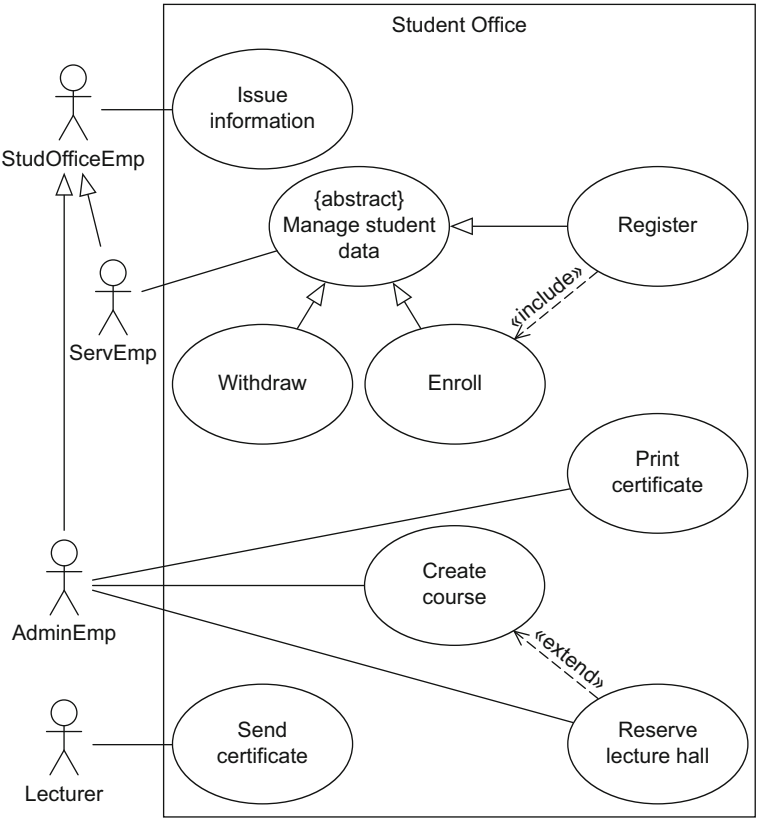 Student Office
Issue
information
StudOfficeEmp
{abstract}
Manage student
data
Register
«include»
ServEmp
Withdraw
Enroll
Print
certificate
Create
course
AdminEmp
«extend»
Send
certificate
Reserve
lecture hall
Lecturer